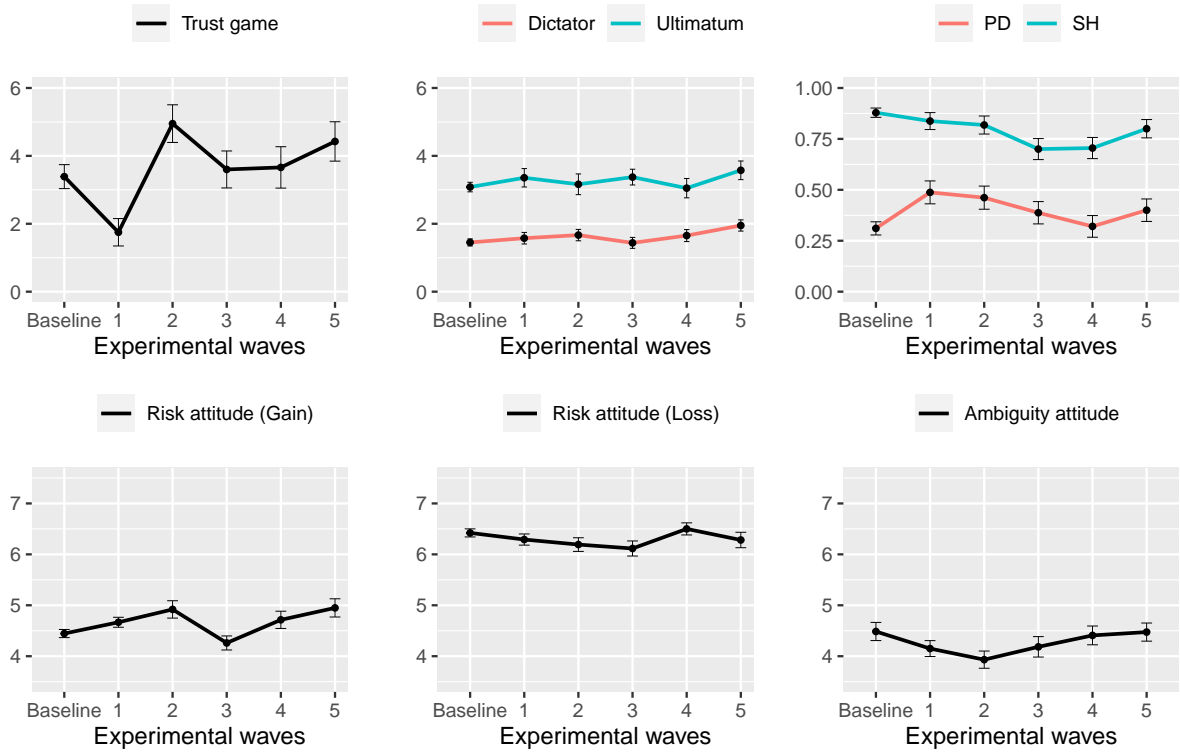 Trust game
Dictator Ultimatum
PD SH
6
4
2
0
Baseline 1 2 3 4 5
Experimental waves
6
4
2
0
Baseline 1 2 3 4 5
Experimental waves
1.00
0.75
0.50
0.25
0.00
Baseline 1 2 3 4 5
Experimental waves
Risk attitude (Gain)
Risk attitude (Loss)
Ambiguity attitude
7
6
5
4
Baseline 1 2 3 4 5
Experimental waves
7
6
5
4
Baseline 1 2 3 4 5
Experimental waves
7
6
5
4
Baseline 1 2 3 4 5
Experimental waves